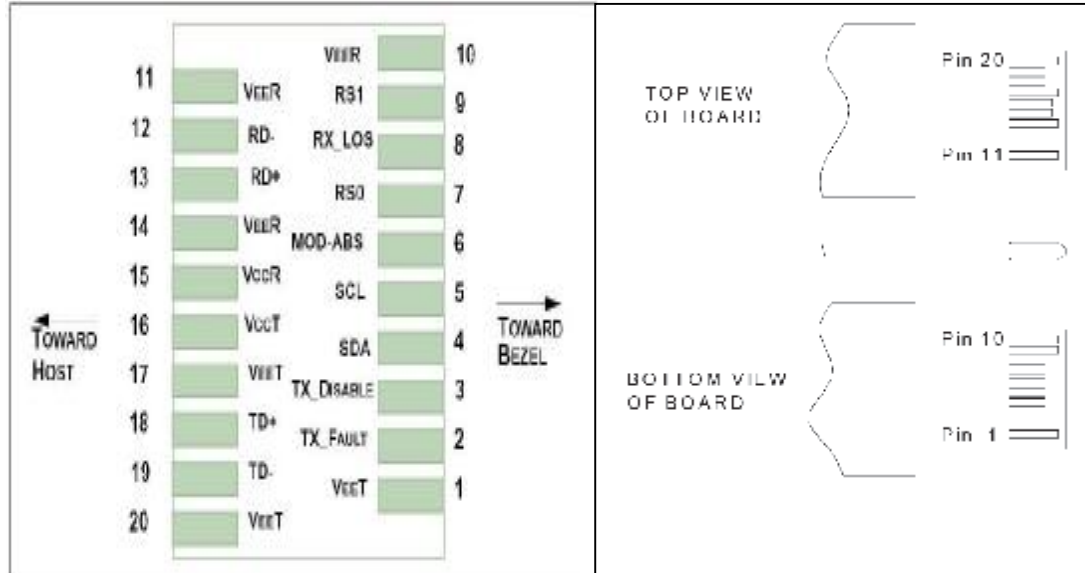 VEER 10
11 VEER
RS1 9
12 RD-
RX_LOS 8
13 RD+
RS0 7
14 VEER
MOD-ABS 6
15 VCCR
SCL 5
16 VCCT
SDA 4
17 VEET
TX_DISABLE 3
18 TD+
TX_FAULT 2
19 TD-
VEET 1
20 VEET
TOWARD
HOST
TOWARD
BEZEL
Pin 20
TOP VIEW
OF BOARD
Pin 11
Pin 10
BOTTOM VIEW
OF BOARD
Pin 1